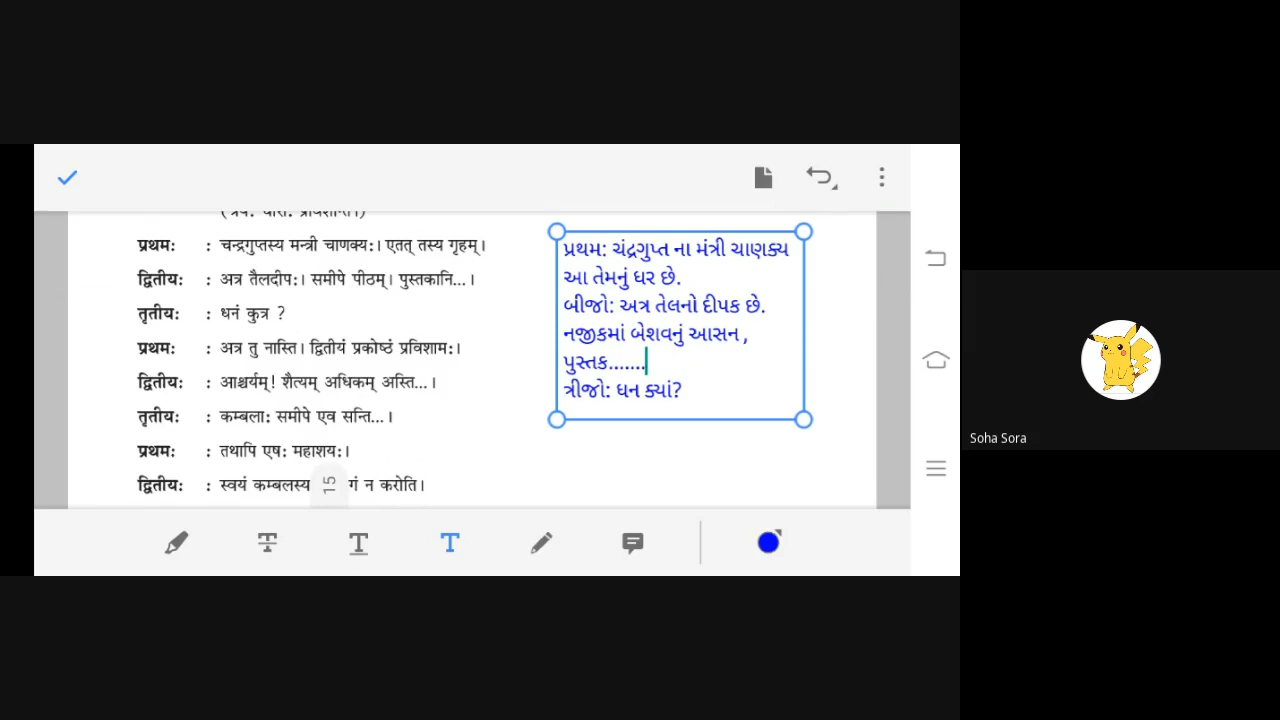 प्रथमः : चन्द्रगुप्तस्य मन्त्री चाणक्यः। एतत् तस्य गृहम्।
द्वितीयः : अत्र तैलदीपः। समीपे पीठम्। पुस्तकानि...।
तृतीयः : धनं कुत्र ?
प्रथमः : अत्र तु नास्ति। द्वितीयं प्रकोष्ठं प्रविशामः।
द्वितीयः : आश्चर्यम्! शैत्यम् अधिकम् अस्ति...।
तृतीयः : कम्बलाः समीपे एव सन्ति...।
प्रथमः : तथापि एषः महाशयः।
द्वितीयः : स्वयं कम्बलस्य गं न करोति।
15
પ્રથમ: ચંદ્રગુપ્ત ના મંત્રી ચાણક્ય
આ તેમનું ઘર છે.
બીજો: અત્ર તેલનો દીપક છે.
નજીકમાં બેશવનું આસન ,
પુસ્તક.......
ત્રીજો: ધન ક્યાં?
Soha Sora